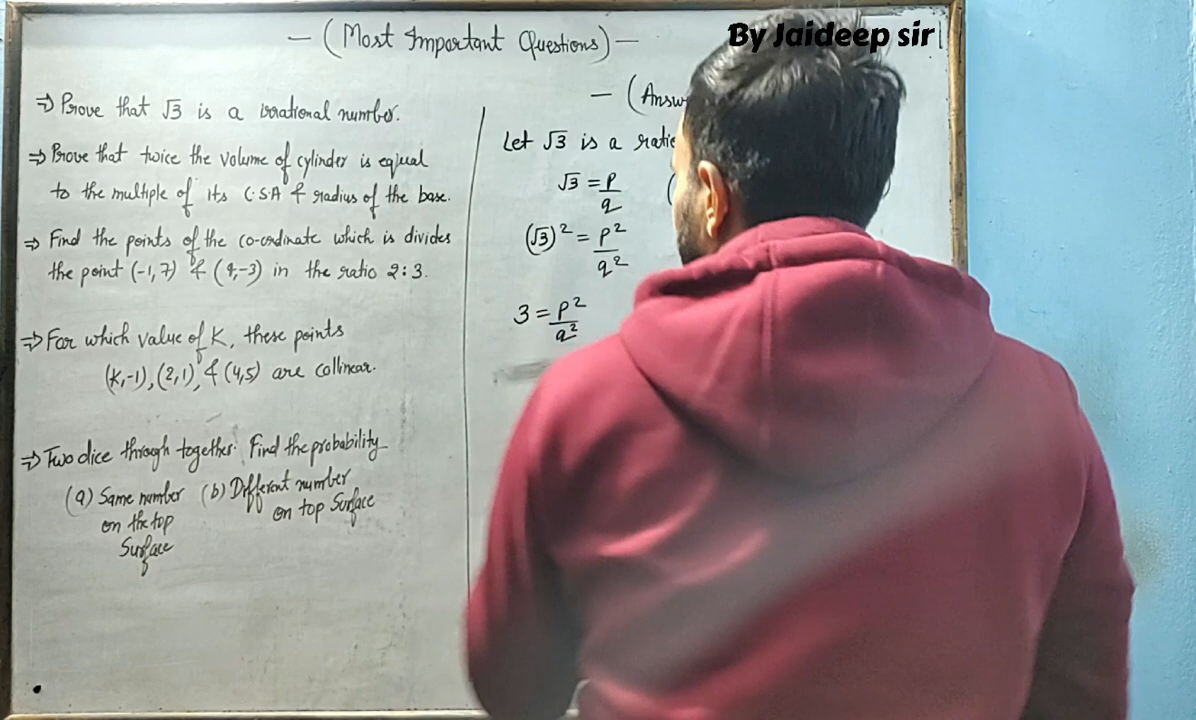 — (Most Important Questions) —
By Jaideep sir
⇒ Prove that √3 is a irrational number.
⇒ Prove that twice the volume of cylinder is equal
to the multiple of its C.S.A & radius of the base.
⇒ Find the points of the co-ordinate which is divides
the point (-1,7) & (4,-3) in the ratio 2:3.
⇒ For which value of K, these points
(K,-1), (2,1), & (4,5) are collinear.
⇒ Two dice through together. Find the probability
(a) Same number (b) Different number
on the top on top Surface
Surface
— (Answ
Let √3 is a ratio
√3 = p/q (
(√3)² = p²/q²
3 = p²/q²